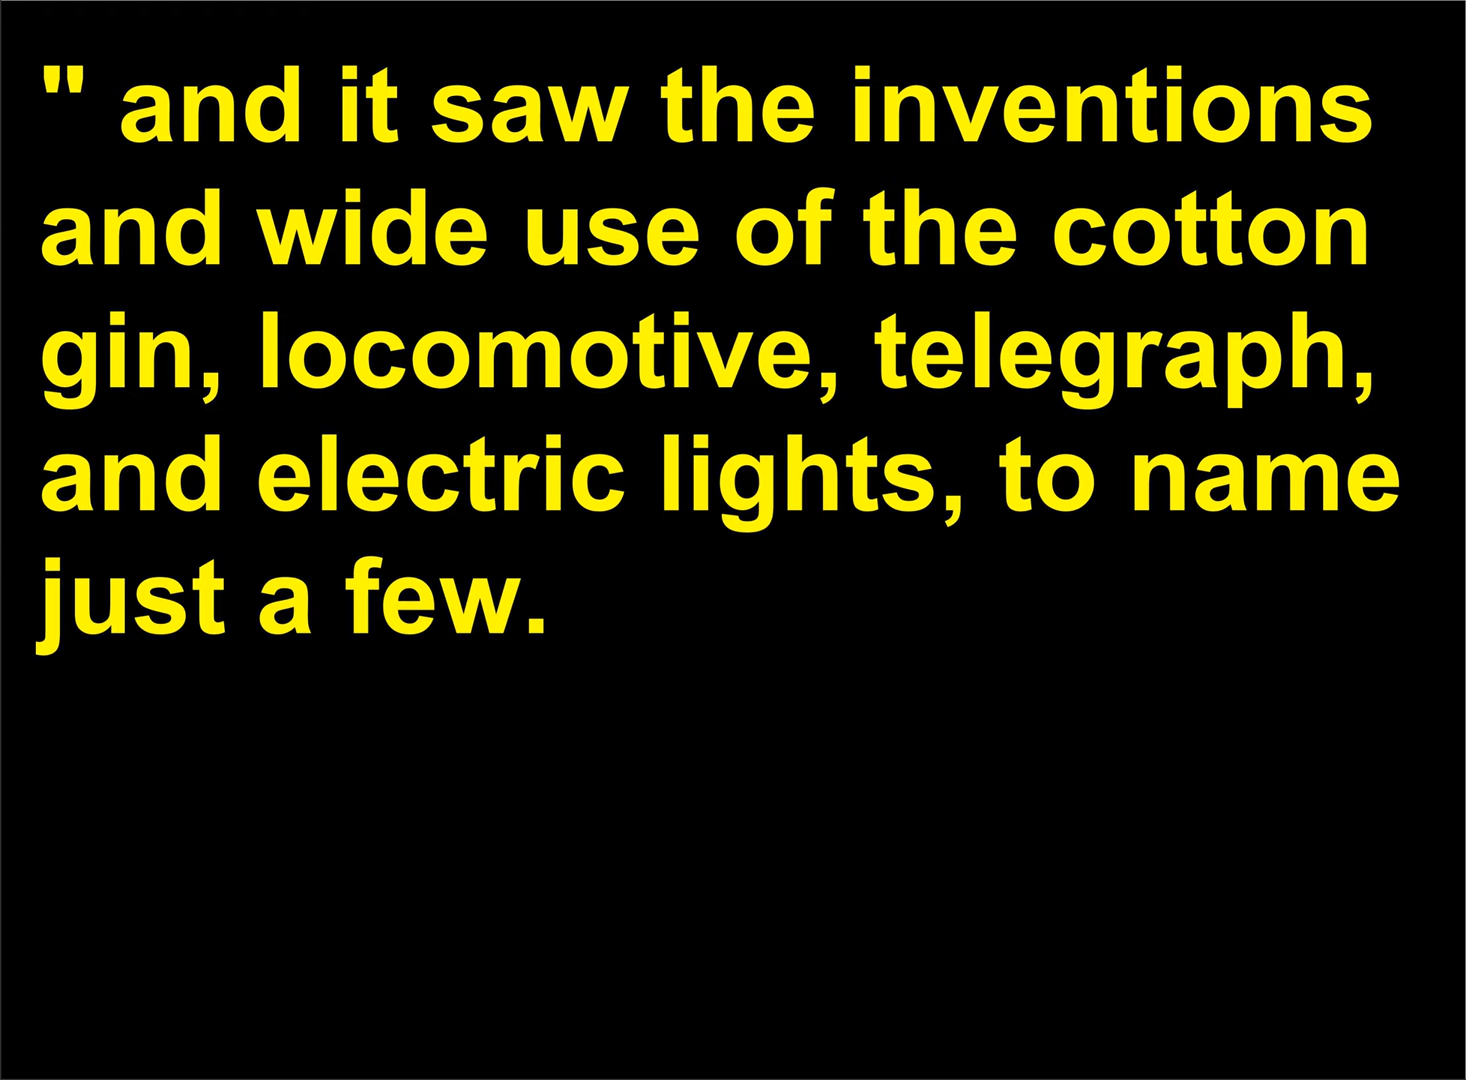 " and it saw the inventions
and wide use of the cotton
gin, locomotive, telegraph,
and electric lights, to name
just a few.